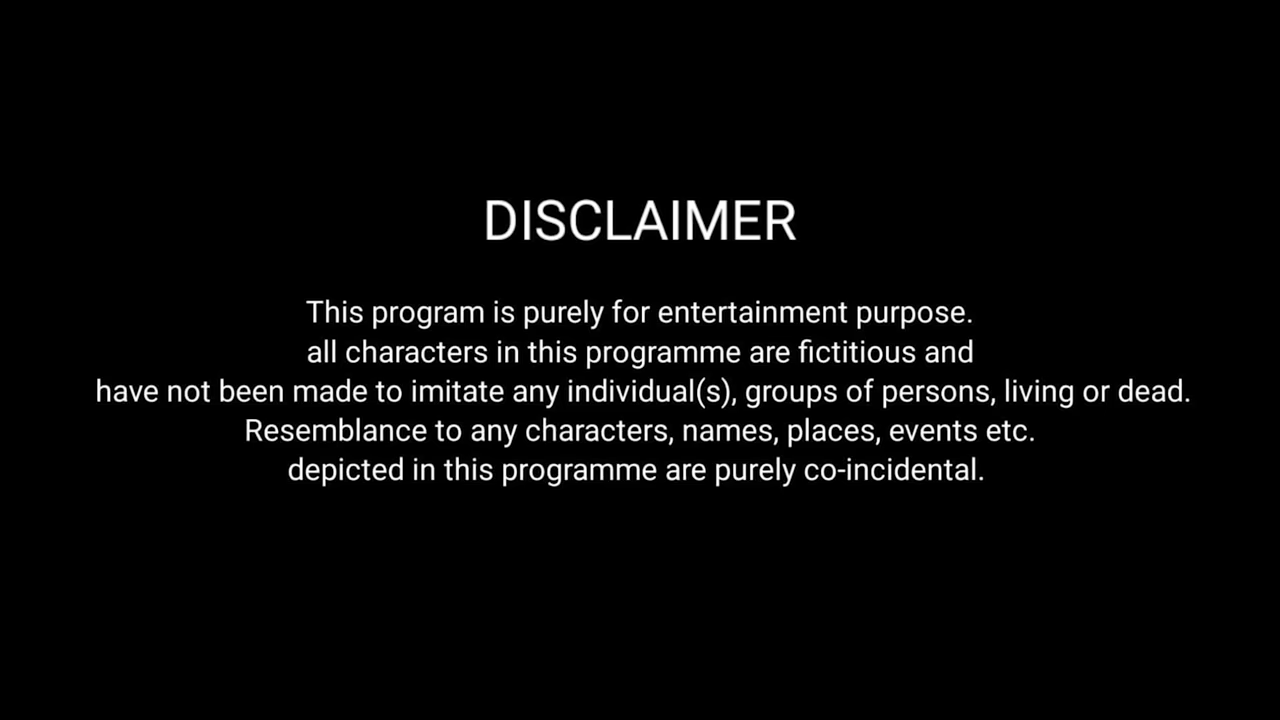 DISCLAIMER
This program is purely for entertainment purpose.
all characters in this programme are fictitious and
have not been made to imitate any individual(s), groups of persons, living or dead.
Resemblance to any characters, names, places, events etc.
depicted in this programme are purely co-incidental.